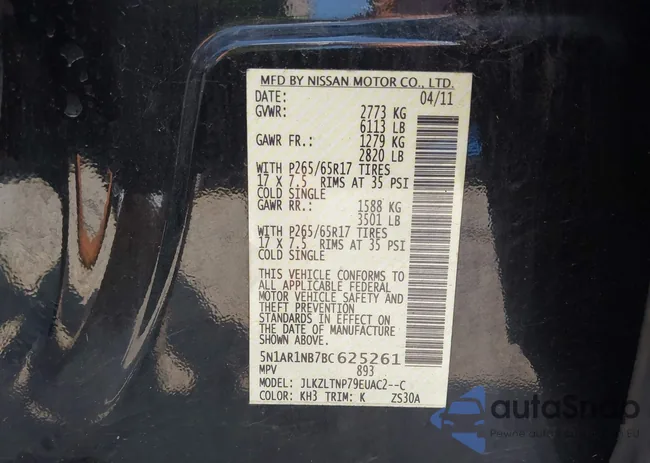 MFD BY NISSAN MOTOR CO., LTD.
DATE: 04/11
GVWR: 2773 KG
6113 LB
GAWR FR.: 1279 KG
2820 LB
WITH P265/65R17 TIRES
17 X 7.5 RIMS AT 35 PSI
COLD SINGLE
GAWR RR.: 1588 KG
3501 LB
WITH P265/65R17 TIRES
17 X 7.5 RIMS AT 35 PSI
COLD SINGLE
THIS VEHICLE CONFORMS TO
ALL APPLICABLE FEDERAL
MOTOR VEHICLE SAFETY AND
THEFT PREVENTION
STANDARDS IN EFFECT ON
THE DATE OF MANUFACTURE
SHOWN ABOVE.
5N1AR1NB7BC625261
MPV 893
MODEL: JLKZLTNP79EUAC2--C
COLOR: KH3 TRIM: K ZS30A
autoSnap